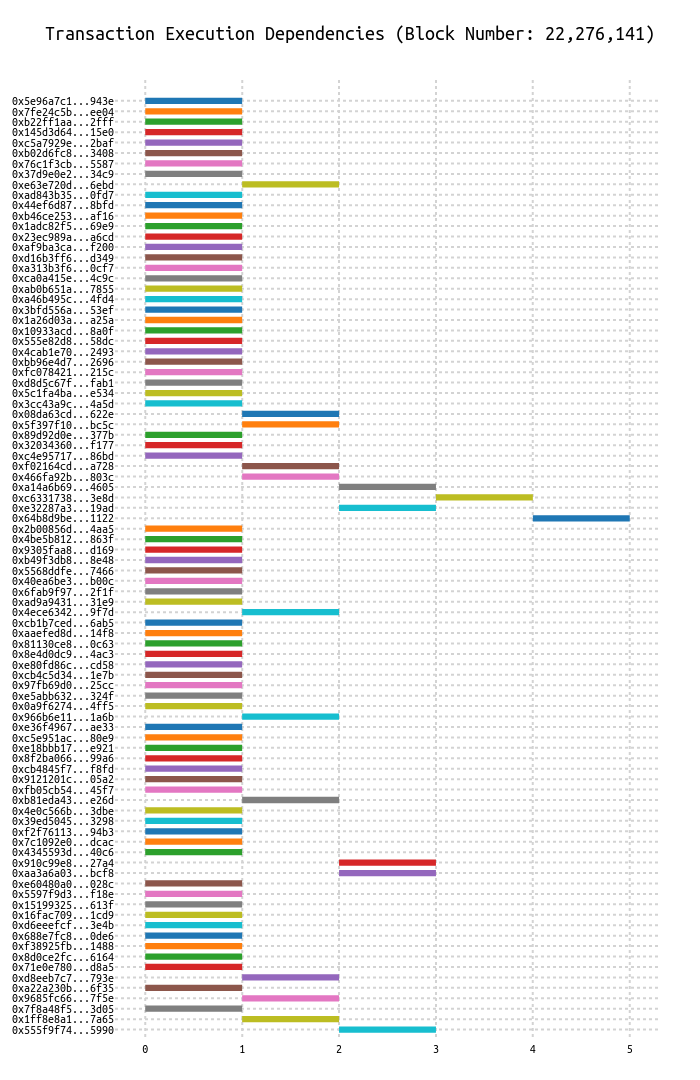 Transaction Execution Dependencies (Block Number: 22,276,141)
0x5e96a7c1...943e
0x7fe24c5b...ee04
0xb22ff1aa...2fff
0x145d3d64...15e0
0xc5a7929e...2baf
0xb02d6fc8...3408
0x76c1f3cb...5587
0x37d9e0e2...34c9
0xe63e720d...6ebd
0xad843b35...0fd7
0x44ef6d87...8bfd
0xb46ce253...af16
0x1adc82f5...69e9
0x23ec989a...a6cd
0xaf9ba3ca...f200
0xd16b3ff6...d349
0xa313b3f6...0cf7
0xca0a415e...4c9c
0xab0b651a...7855
0xa46b495c...4fd4
0x3bfd556a...53ef
0x1a26d03a...a25a
0x10933acd...8a0f
0x555e82d8...58dc
0x4cab1e70...2493
0xbb96e4d7...2696
0xfc078421...215c
0xd8d5c67f...fab1
0x5c1fa4ba...e534
0x3cc43a9c...4a5d
0x08da63cd...622e
0x5f397f10...bc5c
0x89d92d0e...377b
0x32034360...f177
0xc4e95717...86bd
0xf02164cd...a728
0x466fa92b...803c
0xa14a6b69...4605
0xc6331738...3e8d
0xe32287a3...19ad
0x64b8d9be...1122
0x2b00856d...4aa5
0x4be5b812...863f
0x9305faa8...d169
0xb49f3db8...8e48
0x5568ddfe...7466
0x40ea6be3...b00c
0x6fab9f97...2f1f
0xad9a9431...31e9
0x4ece6342...9f7d
0xcb1b7ced...6ab5
0xaaefed8d...14f8
0x81130ce8...0c63
0x8e4d0dc9...4ac3
0xe80fd86c...cd58
0xcb4c5d34...1e7b
0x97fb69d0...25cc
0xe5abb632...324f
0x0a9f6274...4ff5
0x966b6e11...1a6b
0xe36f4967...ae33
0xc5e951ac...80e9
0xe18bbb17...e921
0x8f2ba066...99a6
0xcb4845f7...f8fd
0x9121201c...05a2
0xfb05cb54...45f7
0xb81eda43...e26d
0x4e0c566b...3dbe
0x39ed5045...3298
0xf2f76113...94b3
0x7c1092e0...dcac
0x4345593d...40c6
0x910c99e8...27a4
0xaa3a6a03...bcf8
0xe60480a0...028c
0x5597f9d3...f18e
0x15199325...613f
0x16fac709...1cd9
0xd6eeefcf...3e4b
0x688e7fc8...0de6
0xf38925fb...1488
0x8d0ce2fc...6164
0x71e0e780...d8a5
0xd8eeb7c7...793e
0xa22a230b...6f35
0x9685fc66...7f5e
0x7f8a48f5...3d05
0x1ff8e8a1...7a65
0x555f9f74...5990
0 1 2 3 4 5